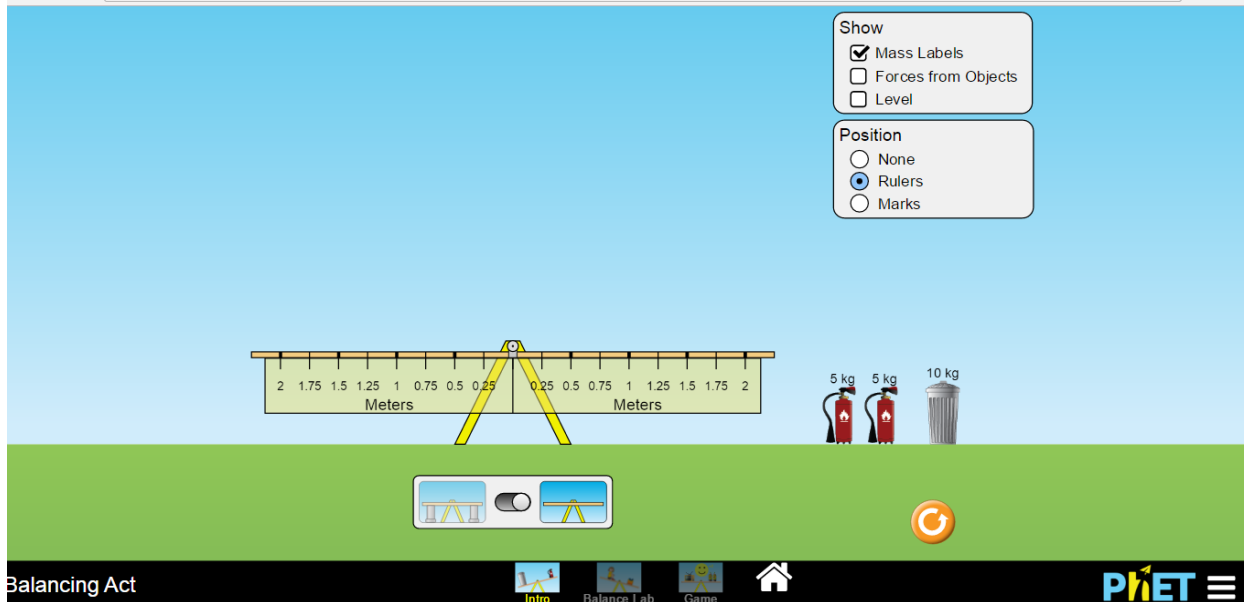 Show
Mass Labels
Forces from Objects
Level
Position
None
Rulers
Marks
2 1.75 1.5 1.25 1 0.75 0.5 0.25 0.25 0.5 0.75 1 1.25 1.5 1.75 2
Meters Meters
5 kg 5 kg 10 kg
Balancing Act
Intro Balance Lab Game
PhET